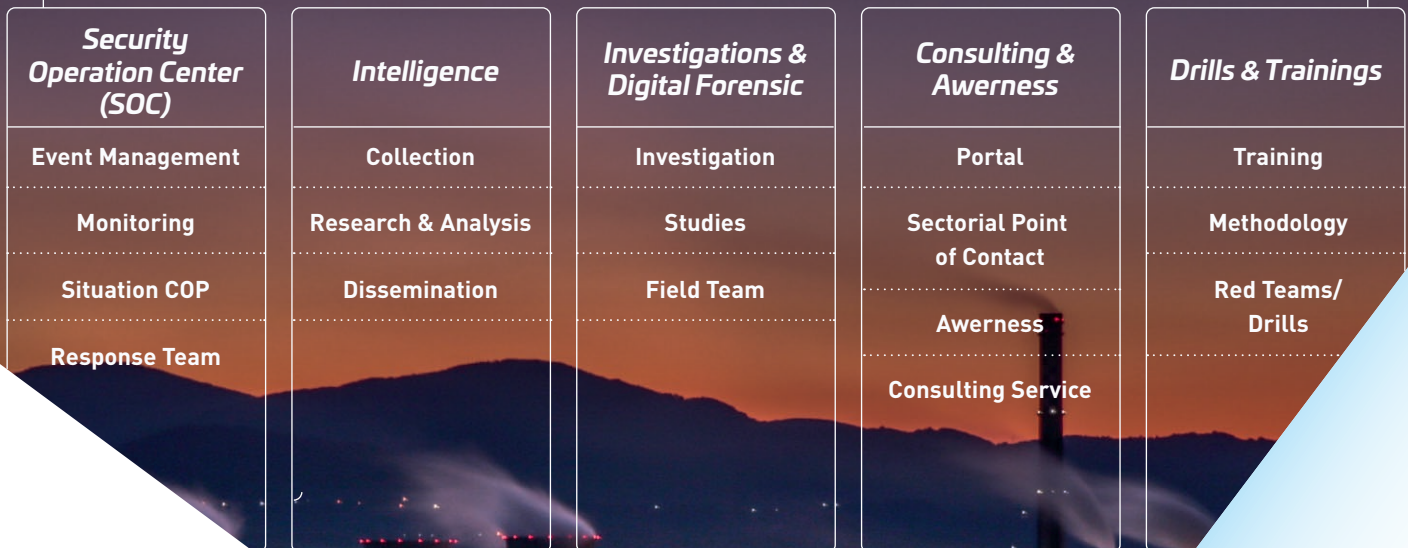 Security
Operation Center
(SOC)
Event Management
Monitoring
Situation COP
Response Team
Intelligence
Collection
Research & Analysis
Dissemination
Investigations &
Digital Forensic
Investigation
Studies
Field Team
Consulting &
Awerness
Portal
Sectorial Point
of Contact
Awerness
Consulting Service
Drills & Trainings
Training
Methodology
Red Teams/
Drills